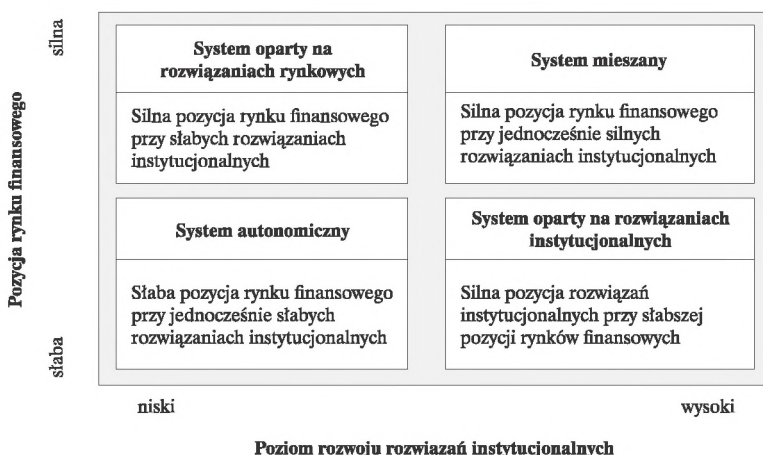 Pozycja rynku finansowego
silna
słaba
System oparty na
rozwiązaniach rynkowych
Silna pozycja rynku finansowego
przy słabych rozwiązaniach
instytucjonalnych
System mieszany
Silna pozycja rynku finansowego
przy jednocześnie silnych
rozwiązaniach instytucjonalnych
System autonomiczny
Słaba pozycja rynku finansowego
przy jednocześnie słabych
rozwiązaniach instytucjonalnych
System oparty na rozwiązaniach
instytucjonalnych
Silna pozycja rozwiązań
instytucjonalnych przy słabszej
pozycji rynków finansowych
niski
wysoki
Poziom rozwoju rozwiązań instytucjonalnych